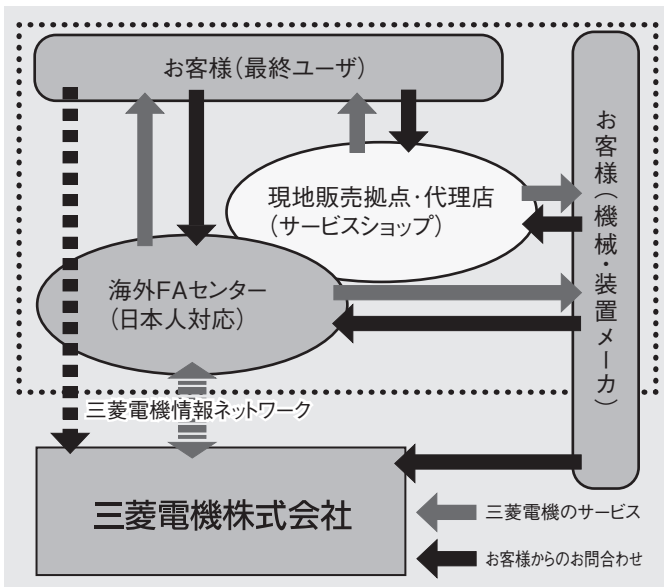 お客様(最終ユーザ)
現地販売拠点・代理店
(サービスショップ)
お客様(機械・装置メーカ)
海外FAセンター
(日本人対応)
三菱電機情報ネットワーク
三菱電機株式会社
三菱電機のサービス
お客様からのお問合わせ